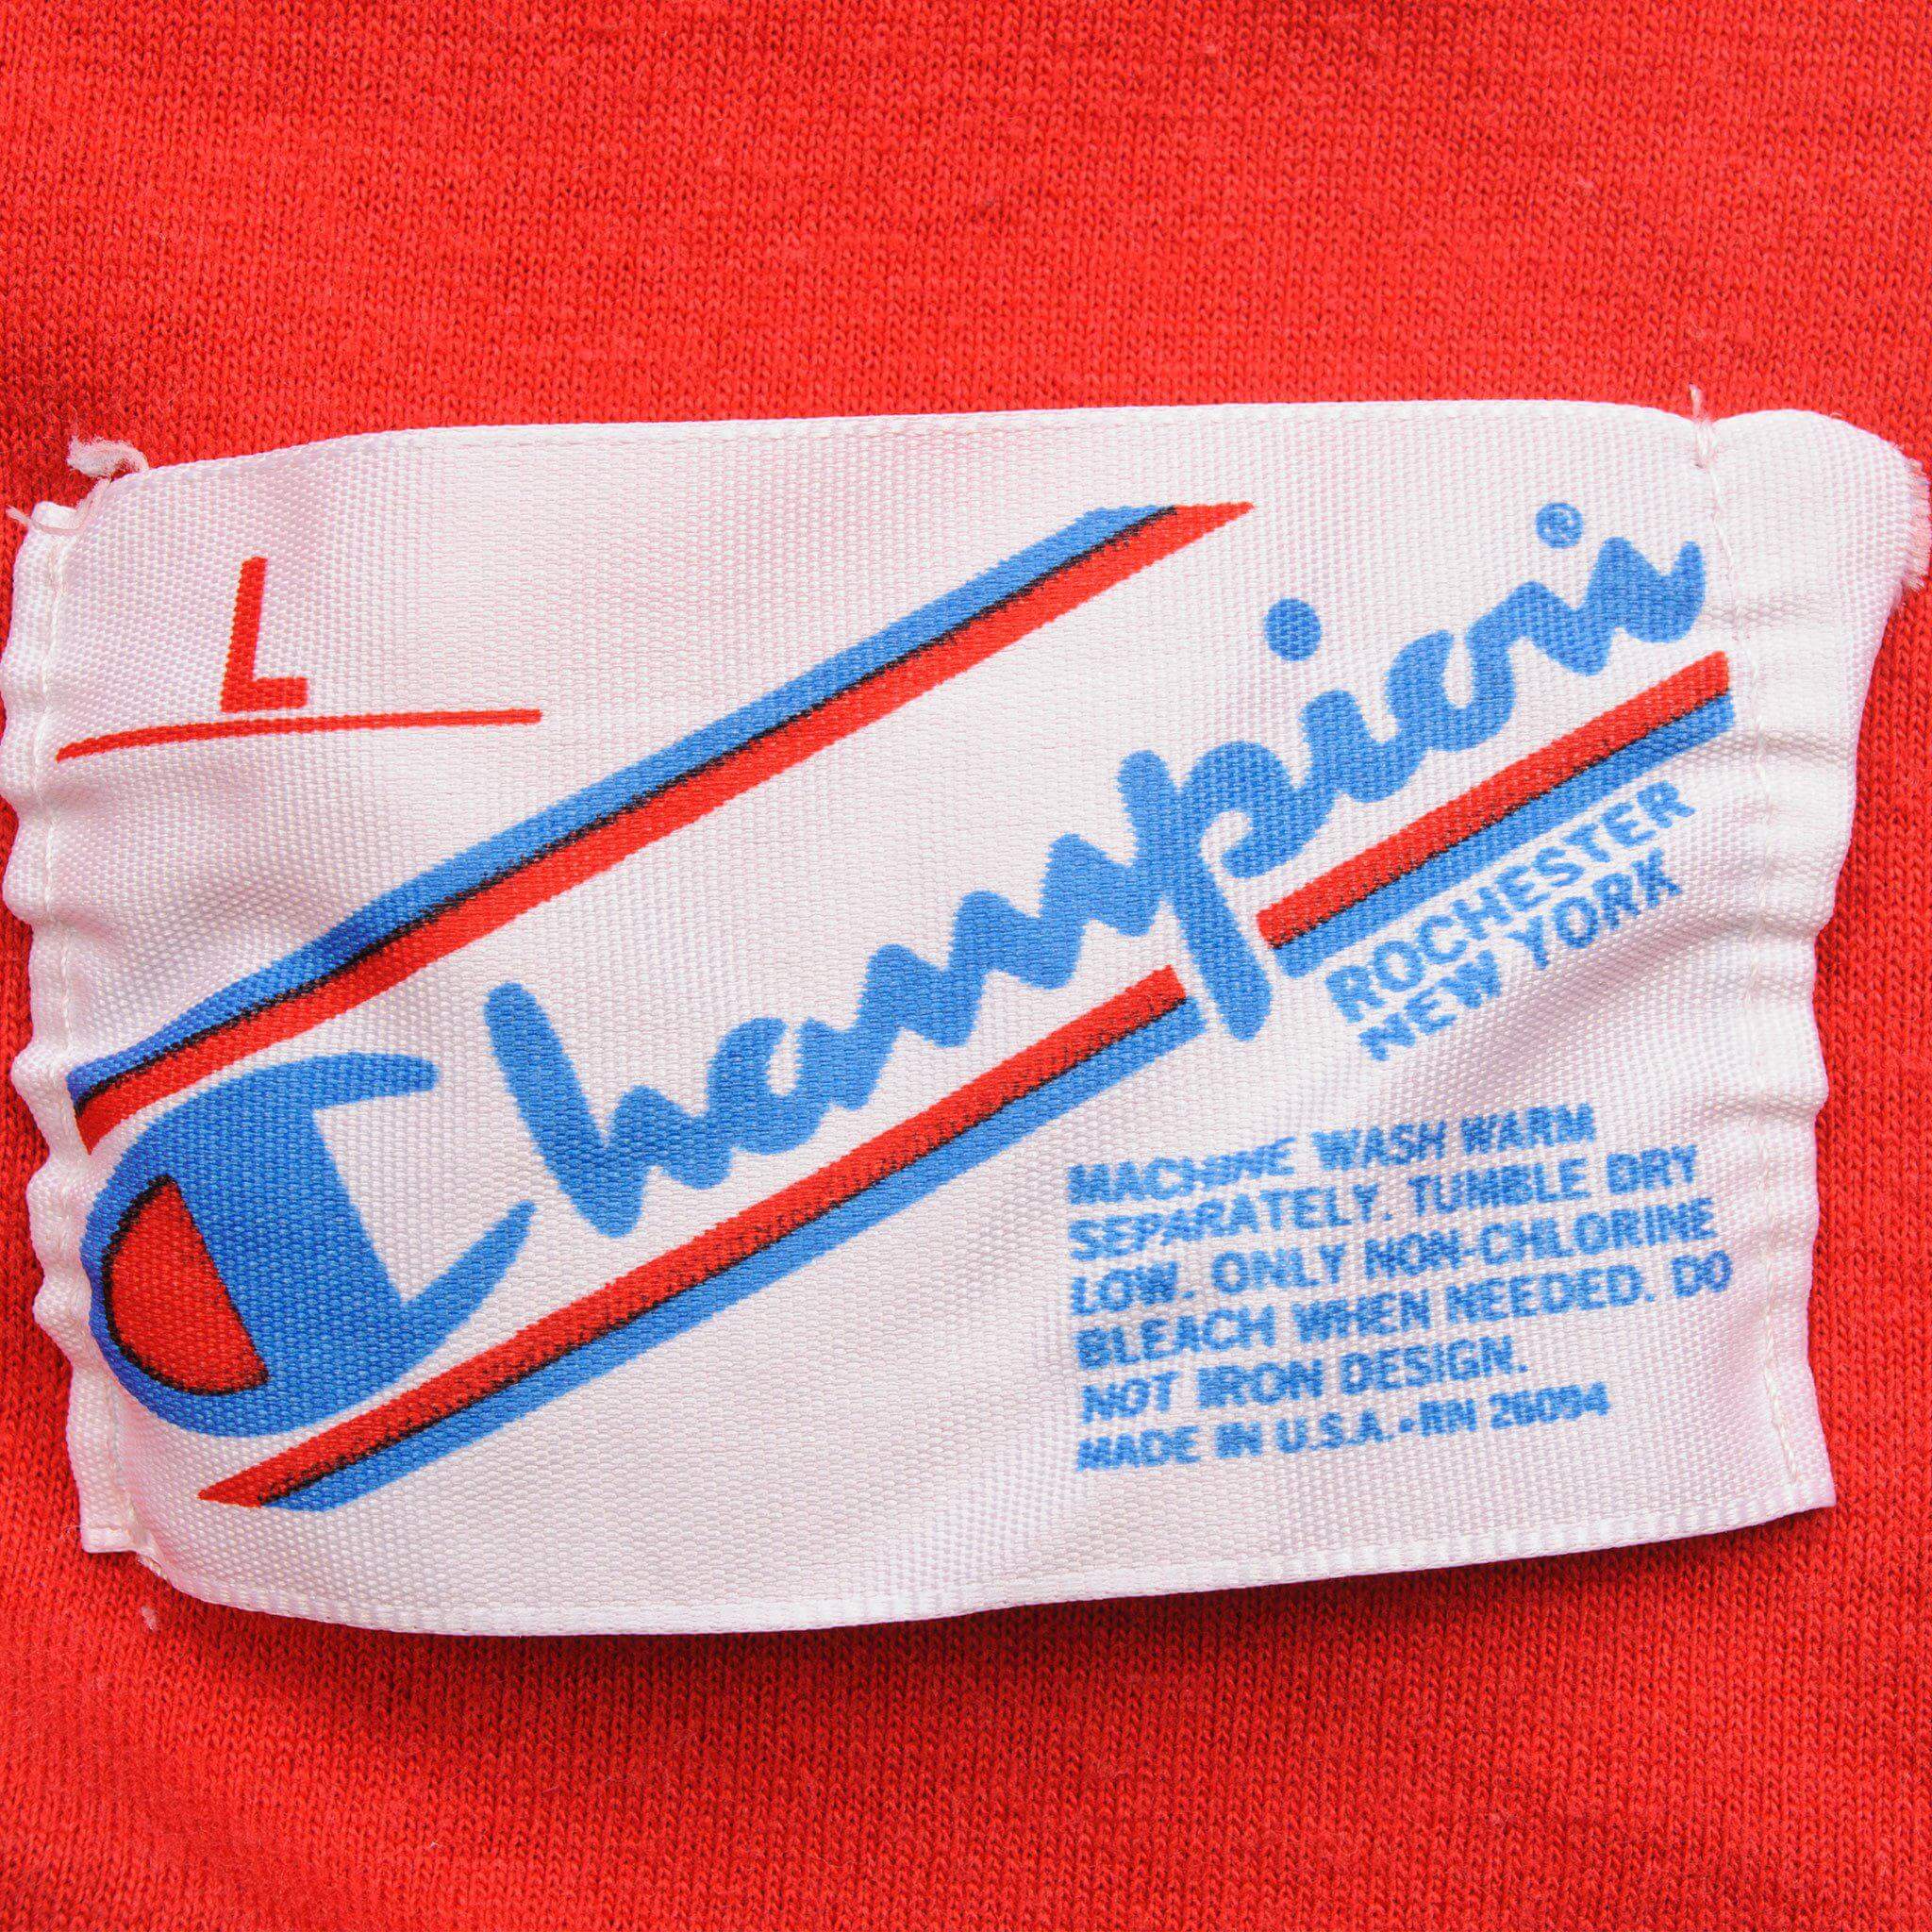 L
Champion®
ROCHESTER
NEW YORK
MACHINE WASH WARM
SEPARATELY. TUMBLE DRY
LOW. ONLY NON-CHLORINE
BLEACH WHEN NEEDED. DO
NOT IRON DESIGN.
MADE IN U.S.A.•RN 26094